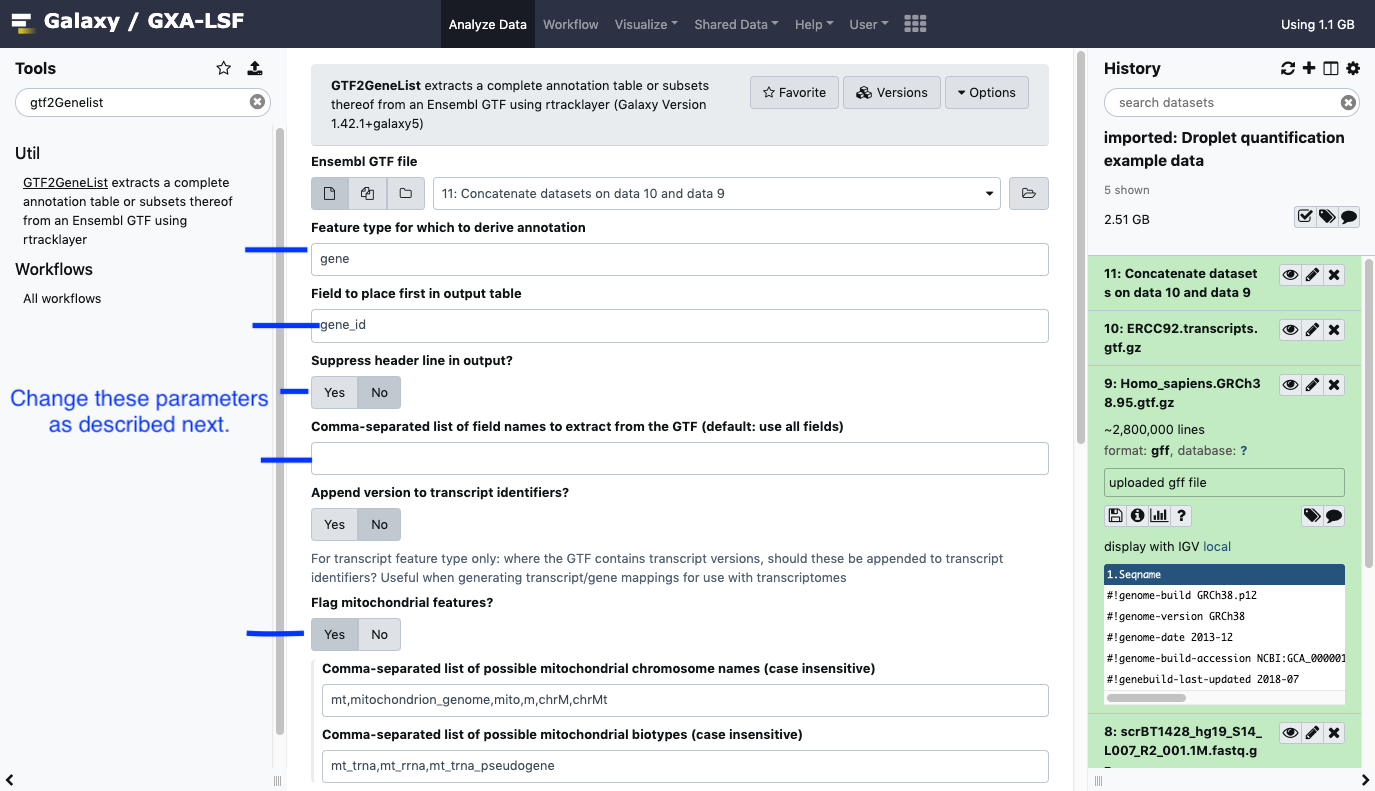 Galaxy / GXA-LSF
Analyze Data
Workflow
Visualize
Shared Data
Help
User
Using 1.1 GB
Tools
gtf2Genelist
Util
GTF2GeneList extracts a complete
annotation table or subsets thereof
from an Ensembl GTF using
rtracklayer
Workflows
All workflows
Change these parameters
as described next.
GTF2GeneList extracts a complete annotation table or subsets
thereof from an Ensembl GTF using rtracklayer (Galaxy Version
1.42.1+galaxy5)
Favorite
Versions
Options
Ensembl GTF file
11: Concatenate datasets on data 10 and data 9
Feature type for which to derive annotation
gene
Field to place first in output table
gene_id
Suppress header line in output?
Yes No
Comma-separated list of field names to extract from the GTF (default: use all fields)
Append version to transcript identifiers?
Yes No
For transcript feature type only: where the GTF contains transcript versions, should these be appended to transcript
identifiers? Useful when generating transcript/gene mappings for use with transcriptomes
Flag mitochondrial features?
Yes No
Comma-separated list of possible mitochondrial chromosome names (case insensitive)
mt,mitochondrion_genome,mito,m,chrM,chrMt
Comma-separated list of possible mitochondrial biotypes (case insensitive)
mt_trna,mt_rrna,mt_trna_pseudogene
History
search datasets
imported: Droplet quantification
example data
5 shown
2.51 GB
11: Concatenate dataset
s on data 10 and data 9
10: ERCC92.transcripts.
gtf.gz
9: Homo_sapiens.GRCh3
8.95.gtf.gz
~2,800,000 lines
format: gff, database: ?
uploaded gff file
display with IGV local
1.Seqname
#!genome-build GRCh38.p12
#!genome-version GRCh38
#!genome-date 2013-12
#!genome-build-accession NCBI:GCA_000001
#!genebuild-last-updated 2018-07
8: scrBT1428_hg19_S14_
L007_R2_001.1M.fastq.g